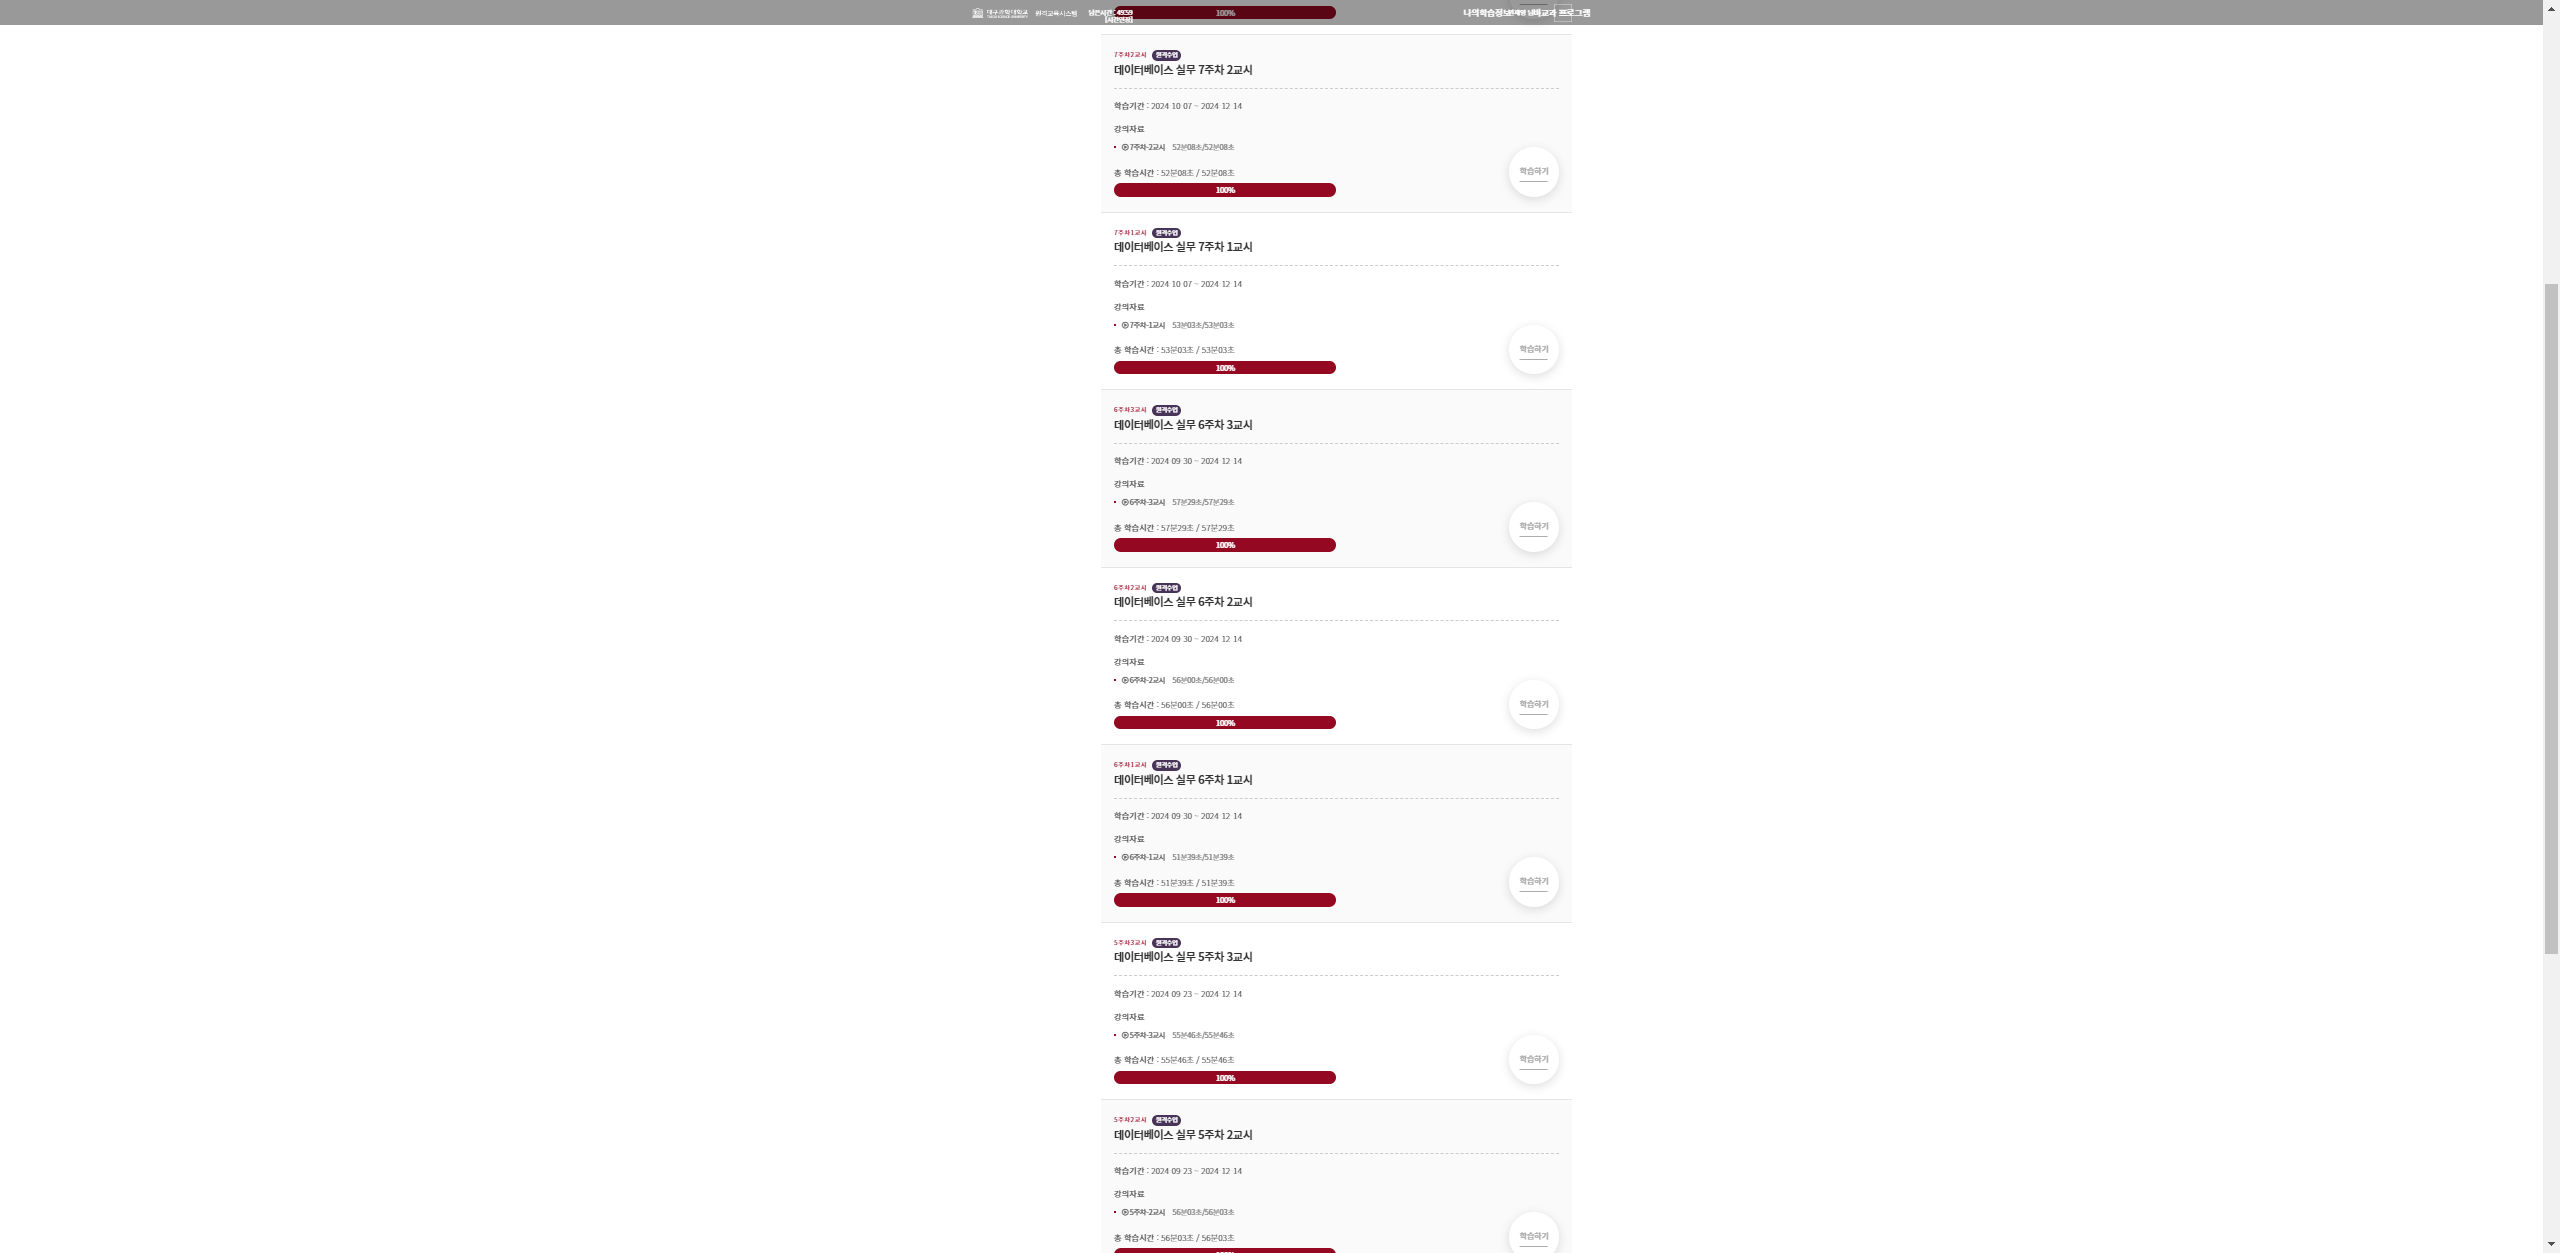 대구과학대학교 원격교육시스템 남은시간 : 49:59 100% 나의학습정보 비교과 프로그램
[시간연장]
7주차2교시 원격수업
데이터베이스 실무 7주차 2교시
학습기간 : 2024 10 07 ~ 2024 12 14
강의자료
7주차-2교시 52분08초/52분08초
총 학습시간 : 52분08초 / 52분08초
학습하기
100%
7주차1교시 원격수업
데이터베이스 실무 7주차 1교시
학습기간 : 2024 10 07 ~ 2024 12 14
강의자료
7주차-1교시 53분03초/53분03초
총 학습시간 : 53분03초 / 53분03초
학습하기
100%
6주차3교시 원격수업
데이터베이스 실무 6주차 3교시
학습기간 : 2024 09 30 ~ 2024 12 14
강의자료
6주차-3교시 57분29초/57분29초
총 학습시간 : 57분29초 / 57분29초
학습하기
100%
6주차2교시 원격수업
데이터베이스 실무 6주차 2교시
학습기간 : 2024 09 30 ~ 2024 12 14
강의자료
6주차-2교시 56분00초/56분00초
총 학습시간 : 56분00초 / 56분00초
학습하기
100%
6주차1교시 원격수업
데이터베이스 실무 6주차 1교시
학습기간 : 2024 09 30 ~ 2024 12 14
강의자료
6주차-1교시 51분39초/51분39초
총 학습시간 : 51분39초 / 51분39초
학습하기
100%
5주차3교시 원격수업
데이터베이스 실무 5주차 3교시
학습기간 : 2024 09 23 ~ 2024 12 14
강의자료
5주차-3교시 55분46초/55분46초
총 학습시간 : 55분46초 / 55분46초
학습하기
100%
5주차2교시 원격수업
데이터베이스 실무 5주차 2교시
학습기간 : 2024 09 23 ~ 2024 12 14
강의자료
5주차-2교시 56분03초/56분03초
총 학습시간 : 56분03초 / 56분03초
학습하기